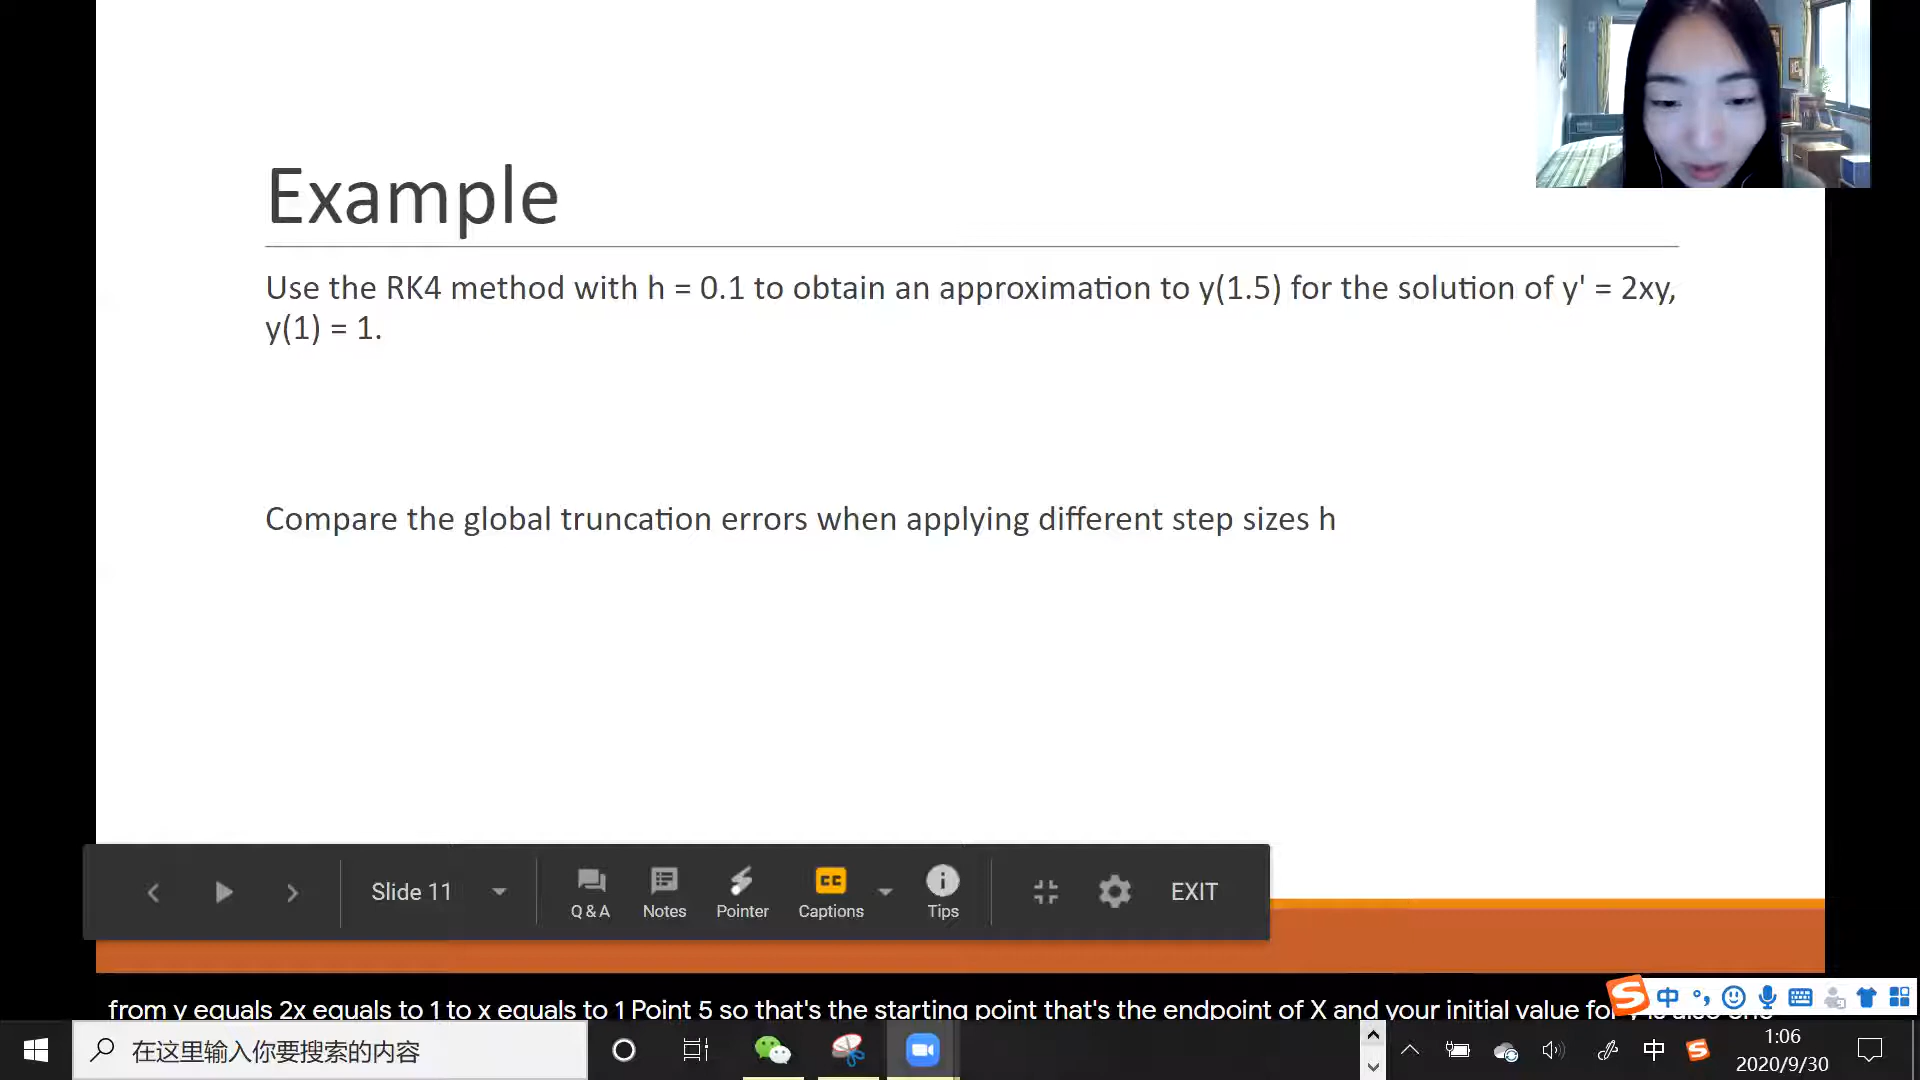 Example
Use the RK4 method with h = 0.1 to obtain an approximation to y(1.5) for the solution of y' = 2xy,
y(1) = 1.
Compare the global truncation errors when applying different step sizes h
Slide 11
Q & A
Notes
Pointer
CC
Captions
Tips
EXIT
from y equals 2x equals to 1 to x equals to 1 Point 5 so that's the starting point that's the endpoint of X and your initial value for
S 中
在这里输入你要搜索的内容
中
S
1:06
2020/9/30